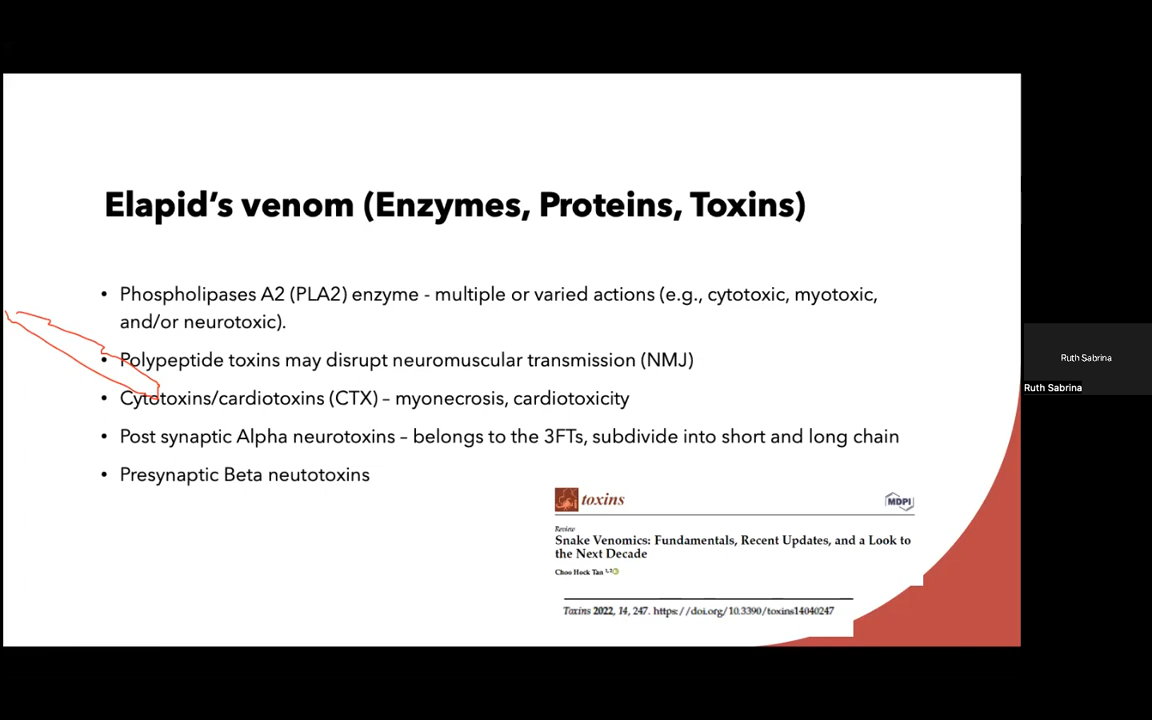 Elapid's venom (Enzymes, Proteins, Toxins)
• Phospholipases A2 (PLA2) enzyme - multiple or varied actions (e.g., cytotoxic, myotoxic,
and/or neurotoxic).
• Polypeptide toxins may disrupt neuromuscular transmission (NMJ)
• Cytotoxins/cardiotoxins (CTX) – myonecrosis, cardiotoxicity
• Post synaptic Alpha neurotoxins – belongs to the 3FTs, subdivide into short and long chain
• Presynaptic Beta neutotoxins
toxins
MDPI
Review
Snake Venomics: Fundamentals, Recent Updates, and a Look to
the Next Decade
Choo Hock Tan 1,2
Toxins 2022, 14, 247. https://doi.org/10.3390/toxins14040247
Ruth Sabrina
Ruth Sabrina